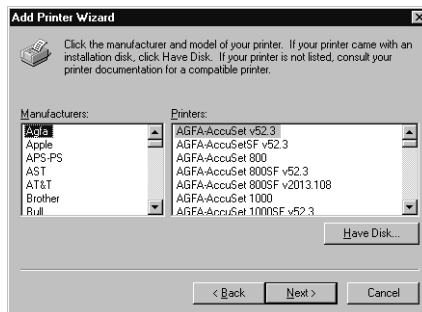 Add Printer Wizard
Click the manufacturer and model of your printer. If your printer came with an
installation disk, click Have Disk. If your printer is not listed, consult your
printer documentation for a compatible printer.
Manufacturers:
Agfa
Apple
APS-PS
AST
AT&T
Brother
Bull
Printers:
AGFA-AccuSet v52.3
AGFA-AccuSetSF v52.3
AGFA-AccuSet 800
AGFA-AccuSet 800SF v52.3
AGFA-AccuSet 800SF v2013.108
AGFA-AccuSet 1000
AGFA-AccuSet 1000SF v52.3
Have Disk...
< Back
Next >
Cancel